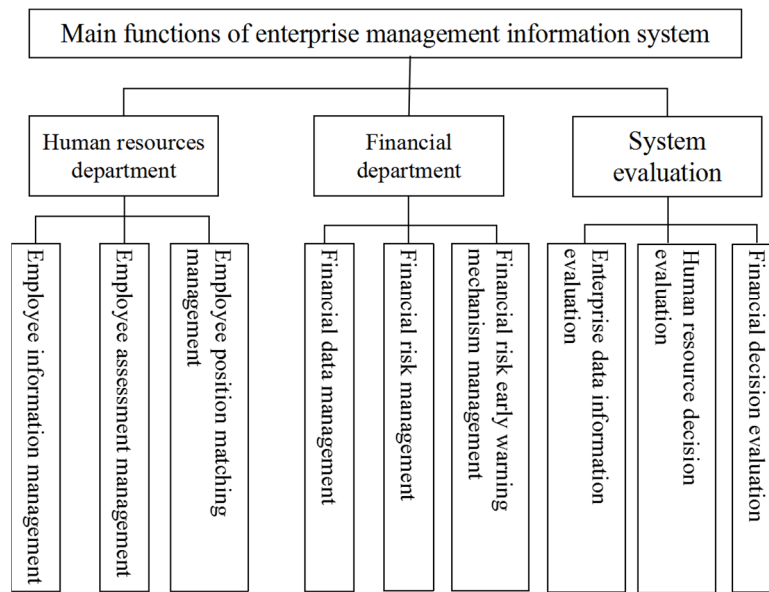 Main functions of enterprise management information system
Human resources
department
Financial
department
System
evaluation
Employee information management
Employee assessment management
Employee position matching
management
Financial data management
Financial risk management
Financial risk early warning
mechanism management
Enterprise data information
evaluation
Human resource decision
evaluation
Financial decision evaluation